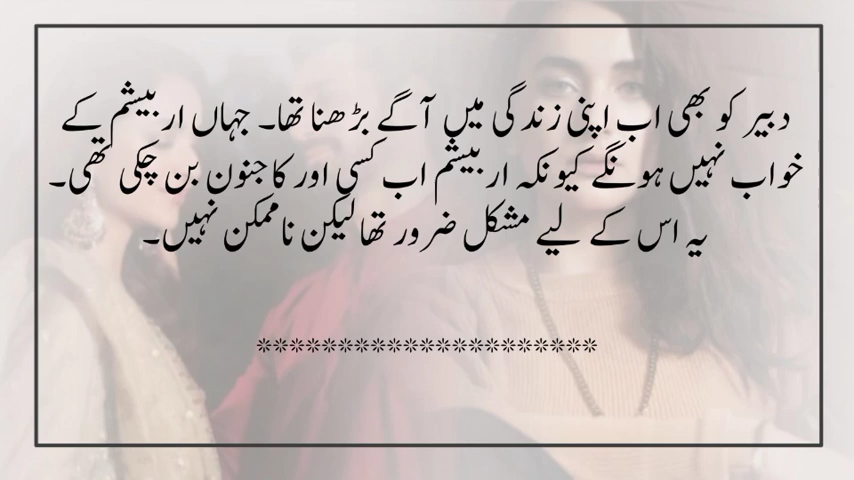 دبیر کو بھی اب اپنی زندگی میں آگے بڑھنا تھا۔ جہاں اربیشم کے
خواب نہیں ہونگے کیونکہ اربیشم اب کسی اور کا جنون بن چکی تھی۔
یہ اس کے لیے مشکل ضرور تھا لیکن ناممکن نہیں۔
*********************